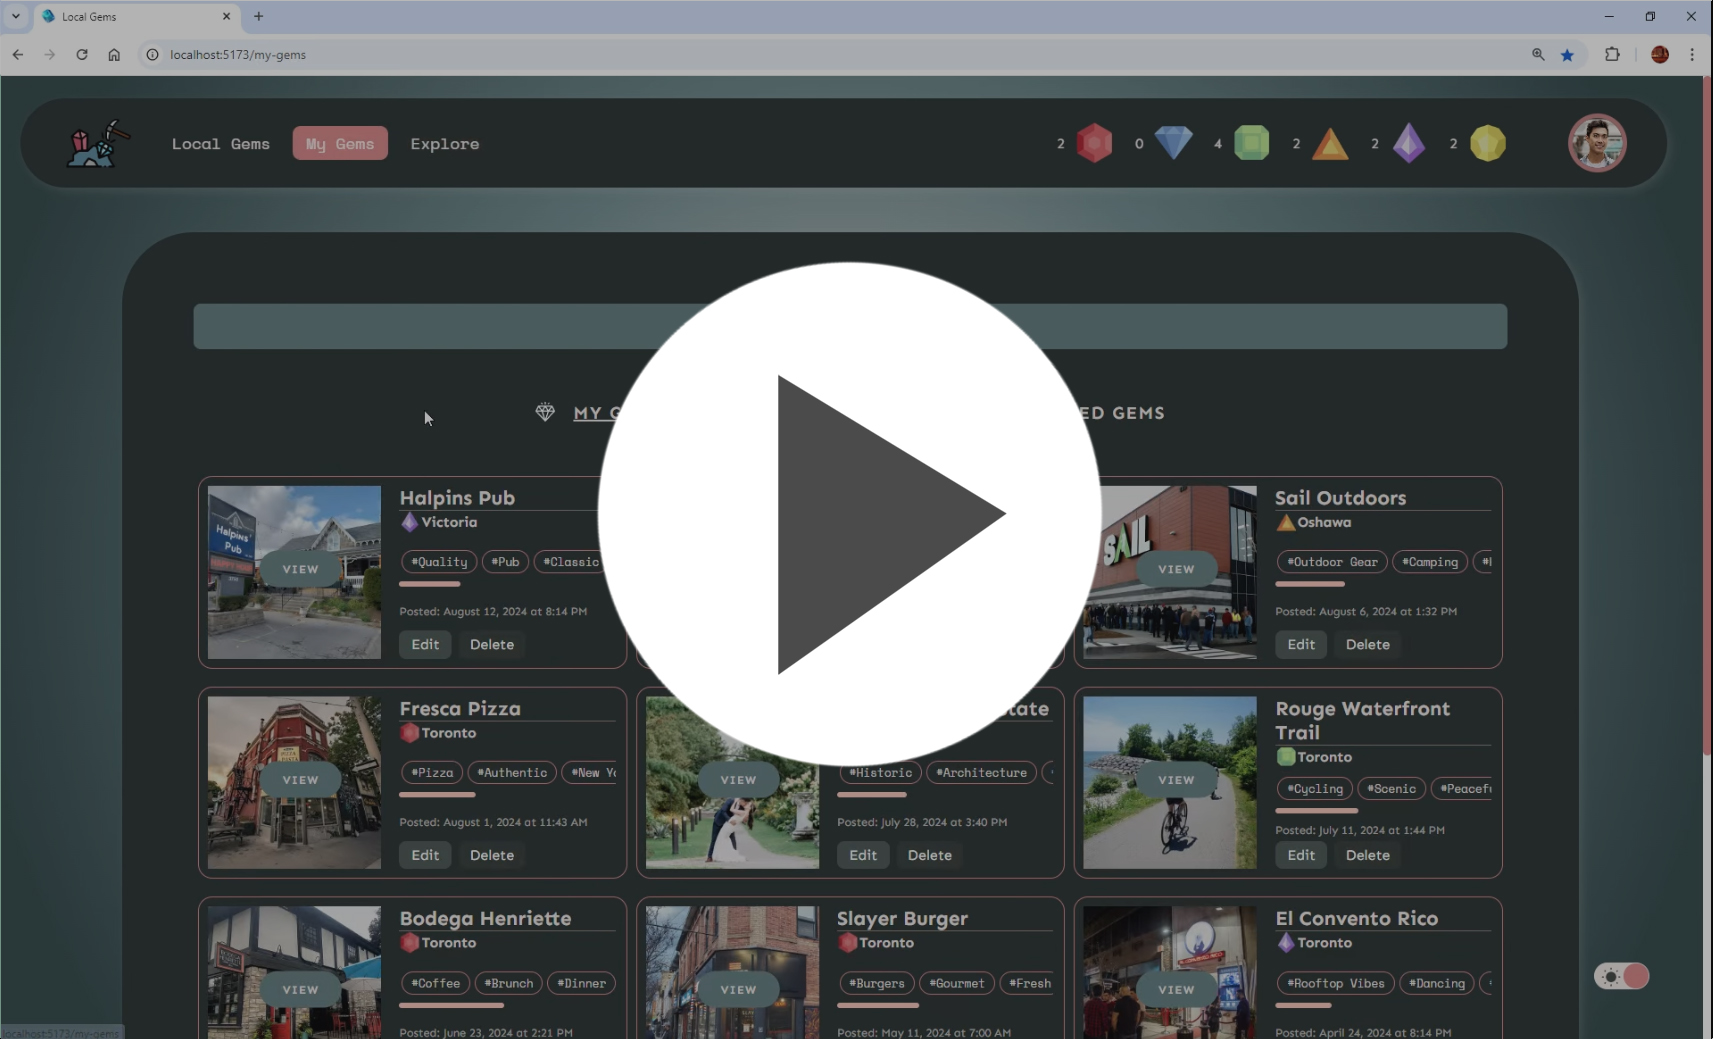 Local Gems
localhost:5173/my-gems
Local Gems My Gems Explore 2 0 4 2 2 2
MY ED GEMS
Halpins Pub
Victoria
#Quality #Pub #Classic
Posted: August 12, 2024 at 8:14 PM
Edit Delete
Halpins'
Pub
VIEW
Sail Outdoors
Oshawa
#Outdoor Gear #Camping
Posted: August 6, 2024 at 1:32 PM
Edit Delete
SAIL
VIEW
Fresca Pizza
Toronto
#Pizza #Authentic #New Yo
Posted: August 1, 2024 at 11:43 AM
Edit Delete
VIEW
tate
#Historic #Architecture
Posted: July 28, 2024 at 3:40 PM
Edit Delete
VIEW
Rouge Waterfront
Trail
Toronto
#Cycling #Scenic #Peacefu
Posted: July 11, 2024 at 1:44 PM
Edit Delete
VIEW
Bodega Henriette
Toronto
#Coffee #Brunch #Dinner
Posted: June 23, 2024 at 2:21 PM
VIEW
Slayer Burger
Toronto
#Burgers #Gourmet #Fresh
Posted: May 11, 2024 at 7:00 AM
VIEW
El Convento Rico
Toronto
#Rooftop Vibes #Dancing
Posted: April 24, 2024 at 8:14 PM
VIEW
localhost:5173/my-gems